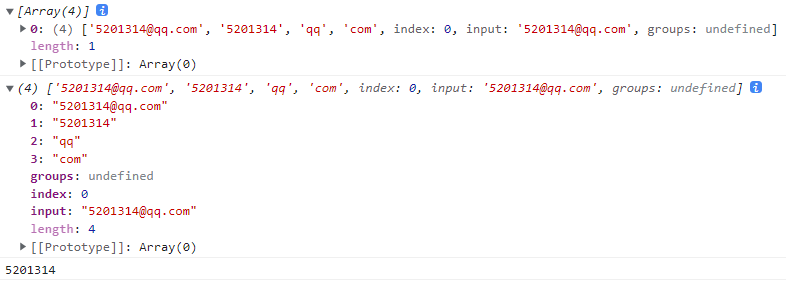 [Array(4)] i
0: (4) ['5201314@qq.com', '5201314', 'qq', 'com', index: 0, input: '5201314@qq.com', groups: undefined]
length: 1
[[Prototype]]: Array(0)
(4) ['5201314@qq.com', '5201314', 'qq', 'com', index: 0, input: '5201314@qq.com', groups: undefined] i
0: "5201314@qq.com"
1: "5201314"
2: "qq"
3: "com"
groups: undefined
index: 0
input: "5201314@qq.com"
length: 4
[[Prototype]]: Array(0)
5201314